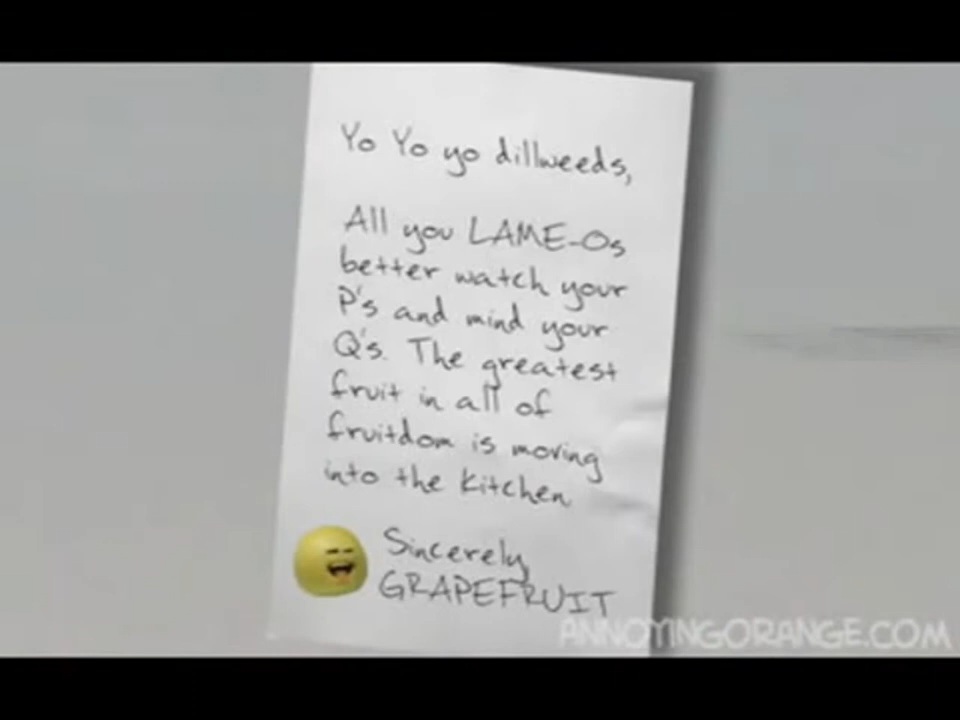 Yo Yo yo dillweeds,
All you LAME-Os
better watch your
P's and mind your
Q's. The greatest
fruit in all of
fruitdom is moving
into the kitchen
Sincerely
GRAPEFRUIT
ANNOYINGORANGE.COM